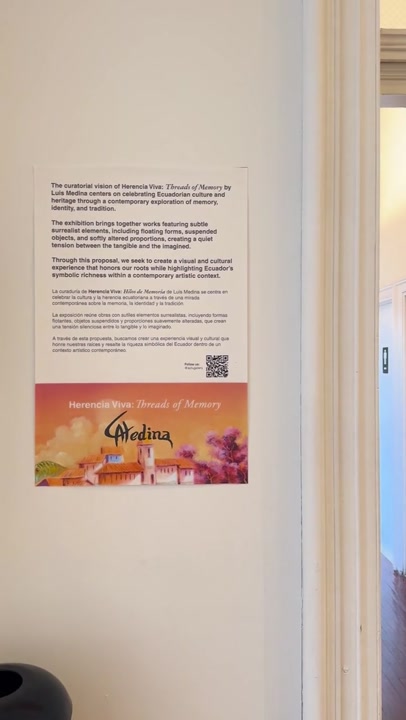 The curatorial vision of Herencia Viva: Threads of Memory by
Luis Medina centers on celebrating Ecuadorian culture and
heritage through a contemporary exploration of memory,
identity, and tradition.
The exhibition brings together works featuring subtle
surrealist elements, including floating forms, suspended
objects, and softly altered proportions, creating a quiet
tension between the tangible and the imagined.
Through this proposal, we seek to create a visual and cultural
experience that honors our roots while highlighting Ecuador's
symbolic richness within a contemporary artistic context.
La curaduría de Herencia Viva: Hilos de Memoria de Luis Medina se centra en
celebrar la cultura y la herencia ecuatoriana a través de una mirada
contemporánea sobre la memoria, la identidad y la tradición.
La exposición reúne obras con sutiles elementos surrealistas, incluyendo formas
flotantes, objetos suspendidos y proporciones suavemente alteradas, que crean
una tensión silenciosa entre lo tangible y lo imaginado.
A través de esta propuesta, buscamos crear una experiencia visual y cultural que
honre nuestras raíces y resalte la riqueza simbólica del Ecuador dentro de un
contexto artístico contemporáneo.
Follow us:
Herencia Viva: Threads of Memory
Medina